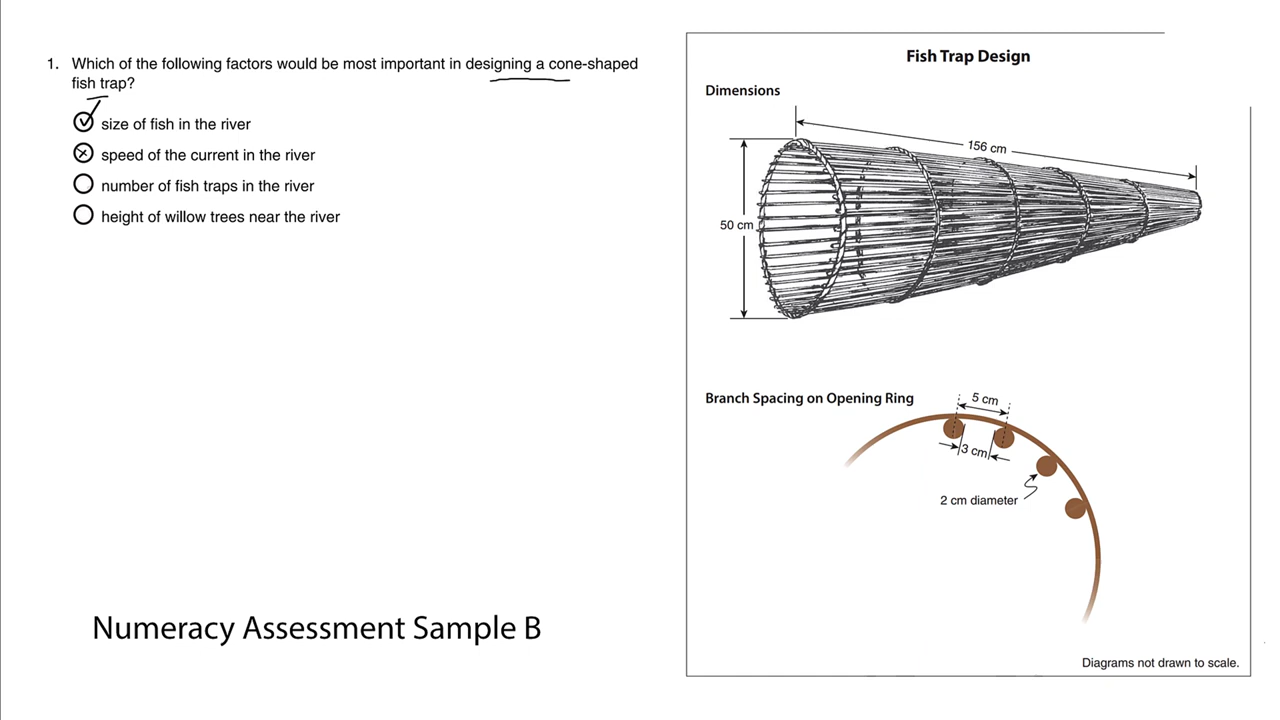 1. Which of the following factors would be most important in designing a cone-shaped
fish trap?
size of fish in the river
speed of the current in the river
number of fish traps in the river
height of willow trees near the river
Numeracy Assessment Sample B
Fish Trap Design
Dimensions
156 cm
50 cm
Branch Spacing on Opening Ring
5 cm
3 cm
2 cm diameter
Diagrams not drawn to scale.